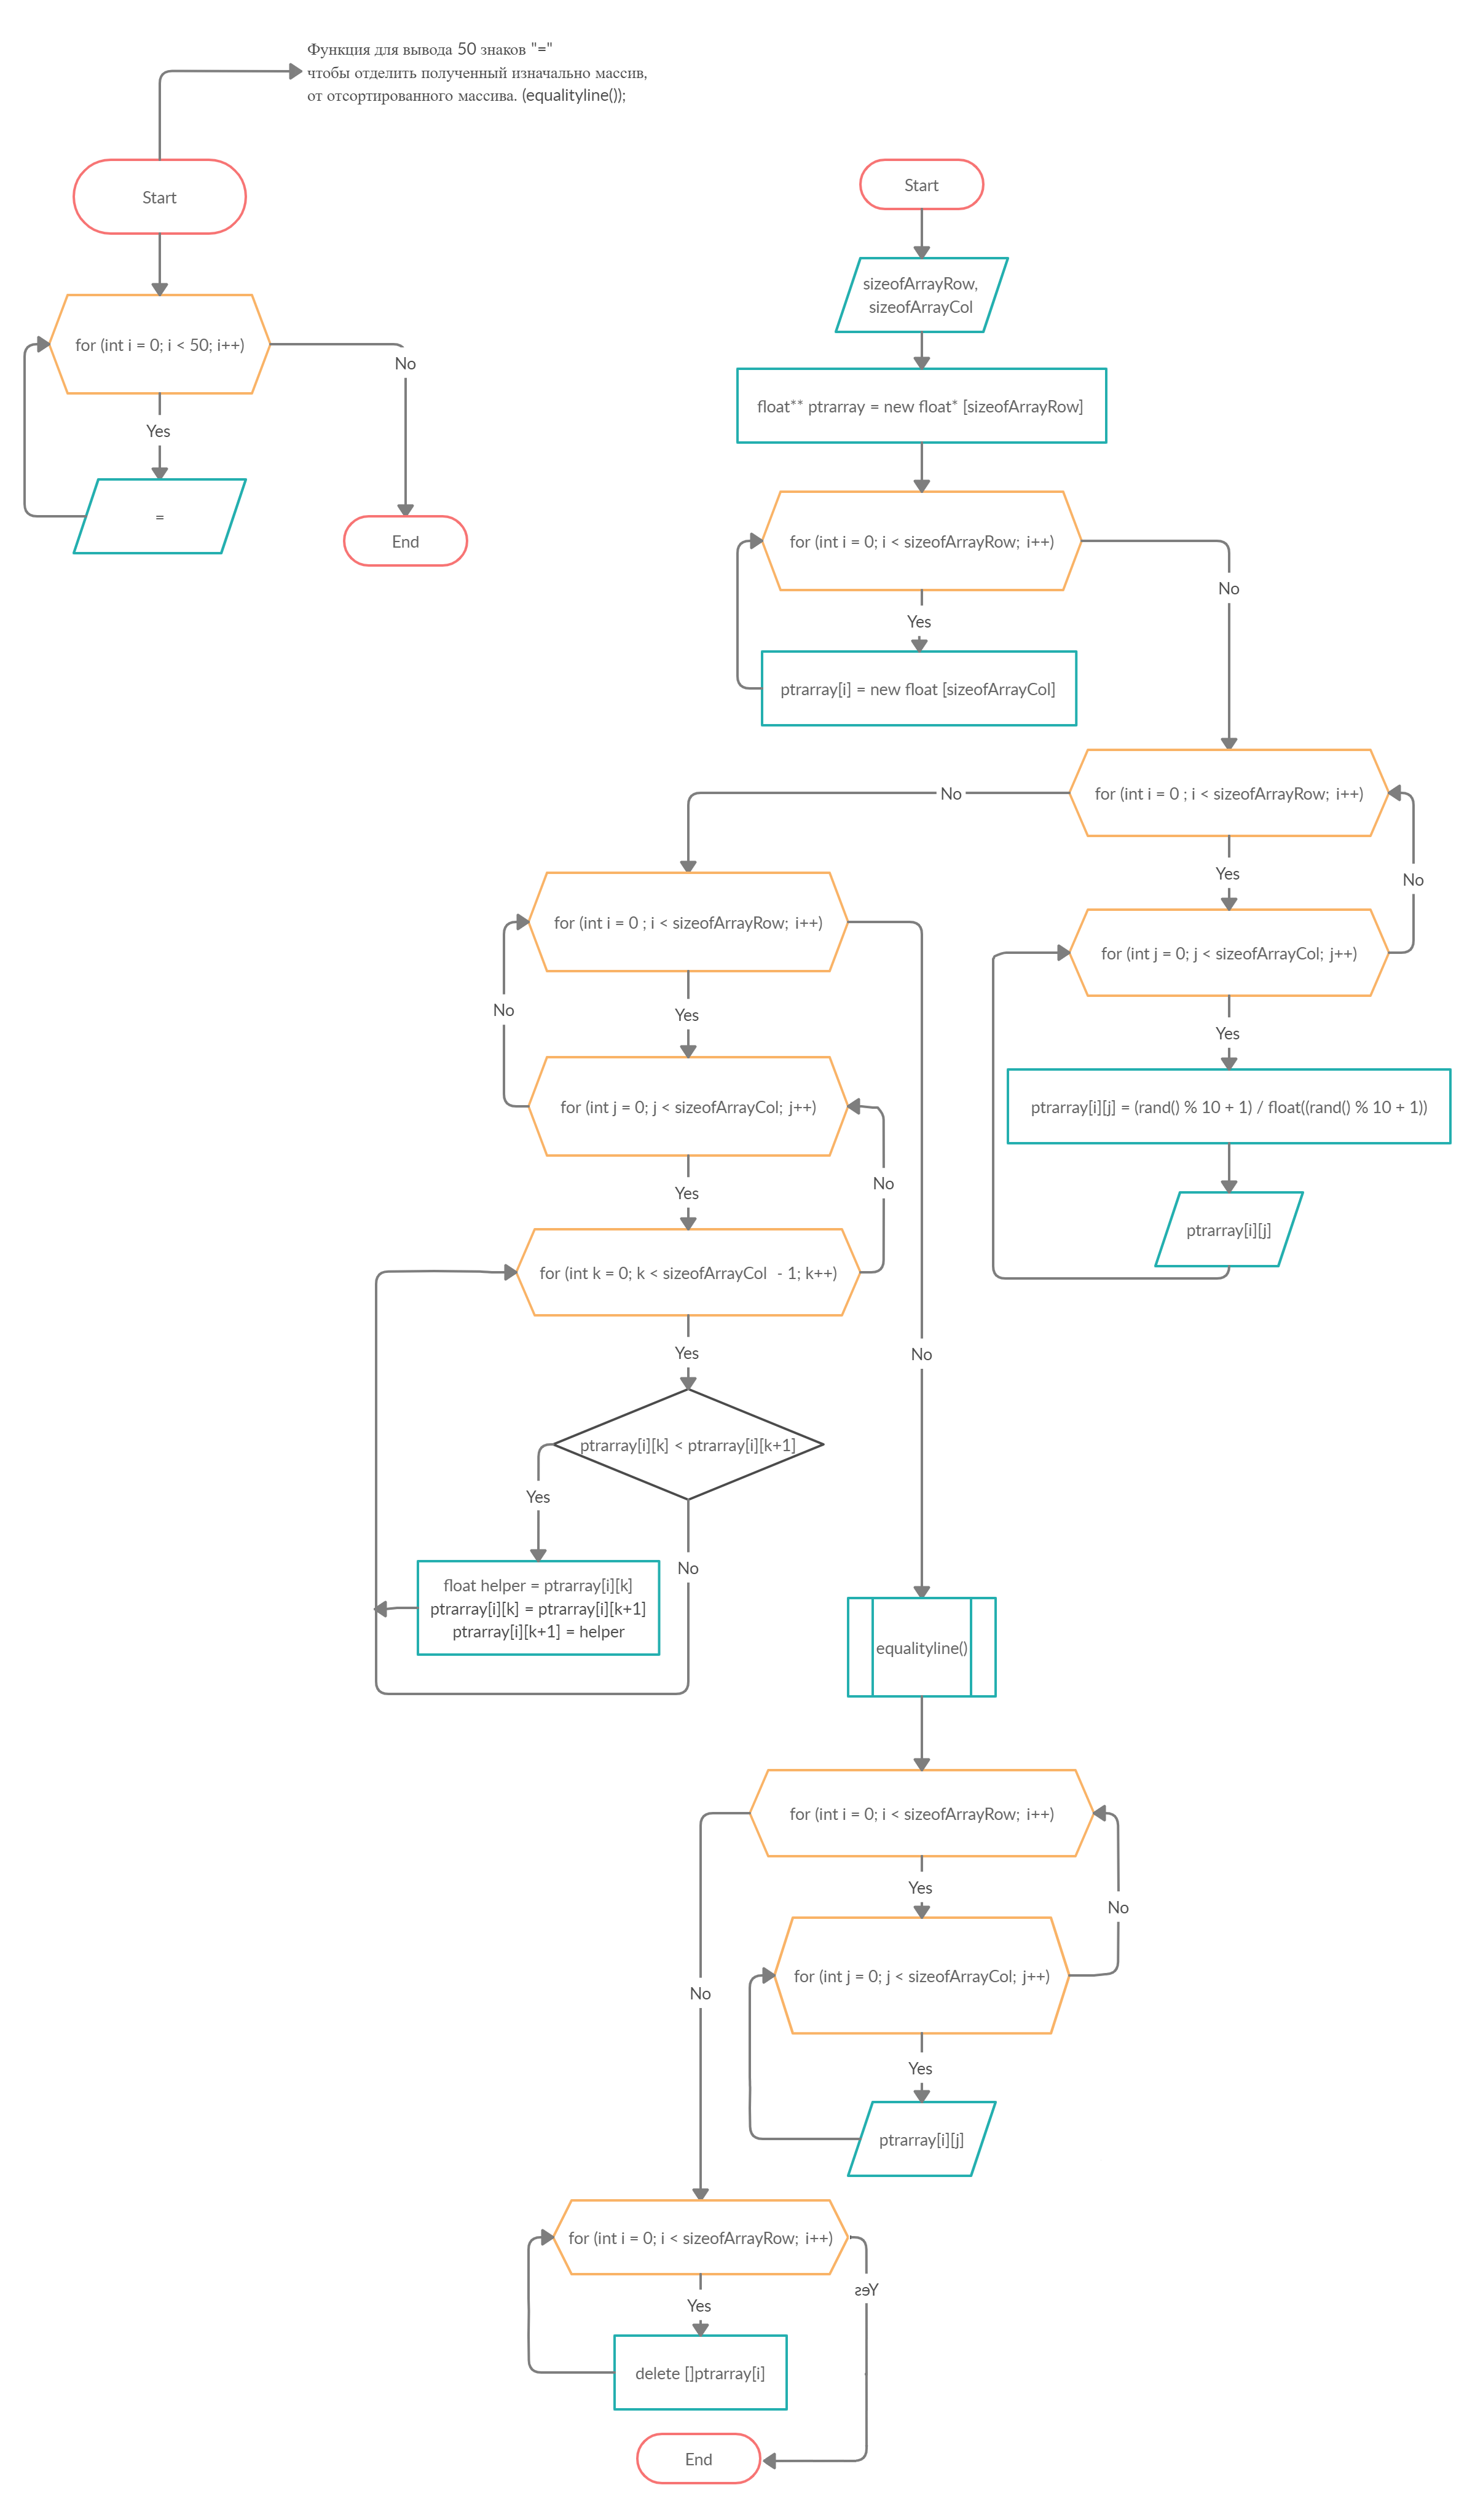 Функция для вывода 50 знаков "="
чтобы отделить полученный изначально массив,
от отсортированного массива. (equalityline());
Start
for (int i = 0; i < 50; i++)
No
Yes
=
End
Start
sizeofArrayRow,
sizeofArrayCol
float** ptrarray = new float* [sizeofArrayRow]
for (int i = 0; i < sizeofArrayRow; i++)
No
Yes
ptrarray[i] = new float [sizeofArrayCol]
for (int i = 0 ; i < sizeofArrayRow; i++)
No
Yes
No
for (int j = 0; j < sizeofArrayCol; j++)
Yes
ptrarray[i][j] = (rand() % 10 + 1) / float((rand() % 10 + 1))
ptrarray[i][j]
for (int i = 0 ; i < sizeofArrayRow; i++)
No
Yes
for (int j = 0; j < sizeofArrayCol; j++)
Yes
No
for (int k = 0; k < sizeofArrayCol - 1; k++)
Yes
No
ptrarray[i][k] < ptrarray[i][k+1]
Yes
No
float helper = ptrarray[i][k]
ptrarray[i][k] = ptrarray[i][k+1]
ptrarray[i][k+1] = helper
equalityline()
for (int i = 0; i < sizeofArrayRow; i++)
Yes
No
for (int j = 0; j < sizeofArrayCol; j++)
No
Yes
ptrarray[i][j]
for (int i = 0; i < sizeofArrayRow; i++)
Yes
Yes
delete []ptrarray[i]
End